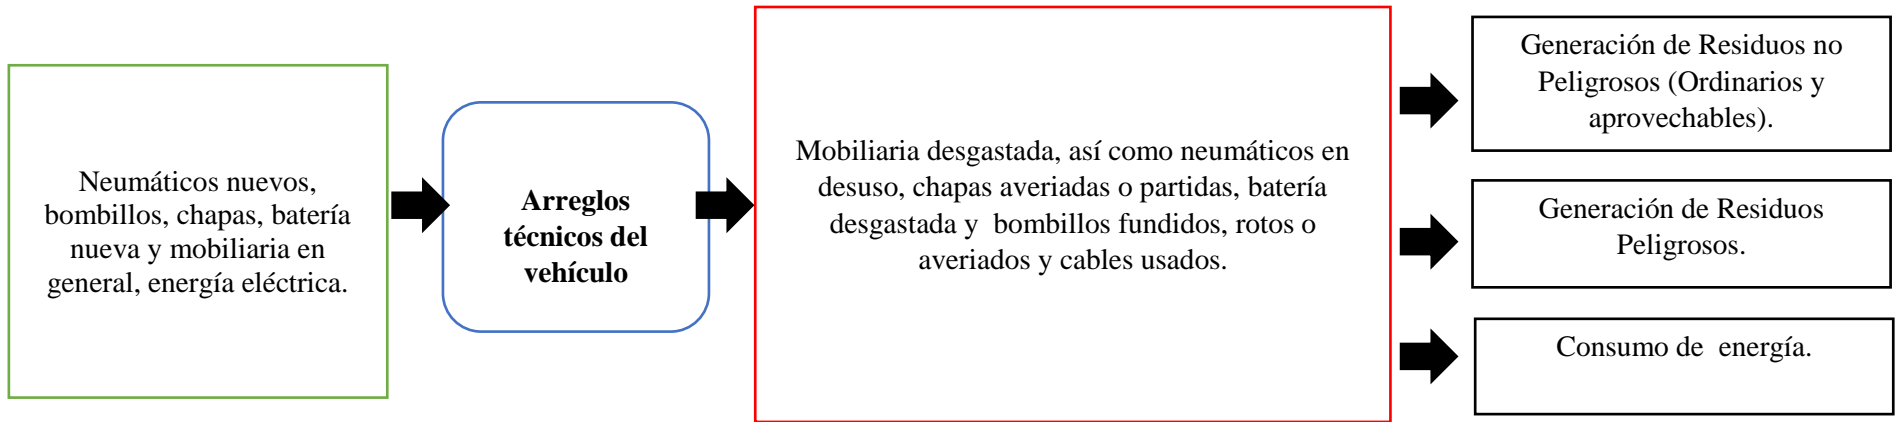 Neumáticos nuevos,
bombillos, chapas, batería
nueva y mobiliaria en
general, energía eléctrica.
Arreglos
técnicos del
vehículo
Mobiliaria desgastada, así como neumáticos en
desuso, chapas averiadas o partidas, batería
desgastada y  bombillos fundidos, rotos o
averiados y cables usados.
Generación de Residuos no
Peligrosos (Ordinarios y
aprovechables).
Generación de Residuos
Peligrosos.
Consumo de  energía.